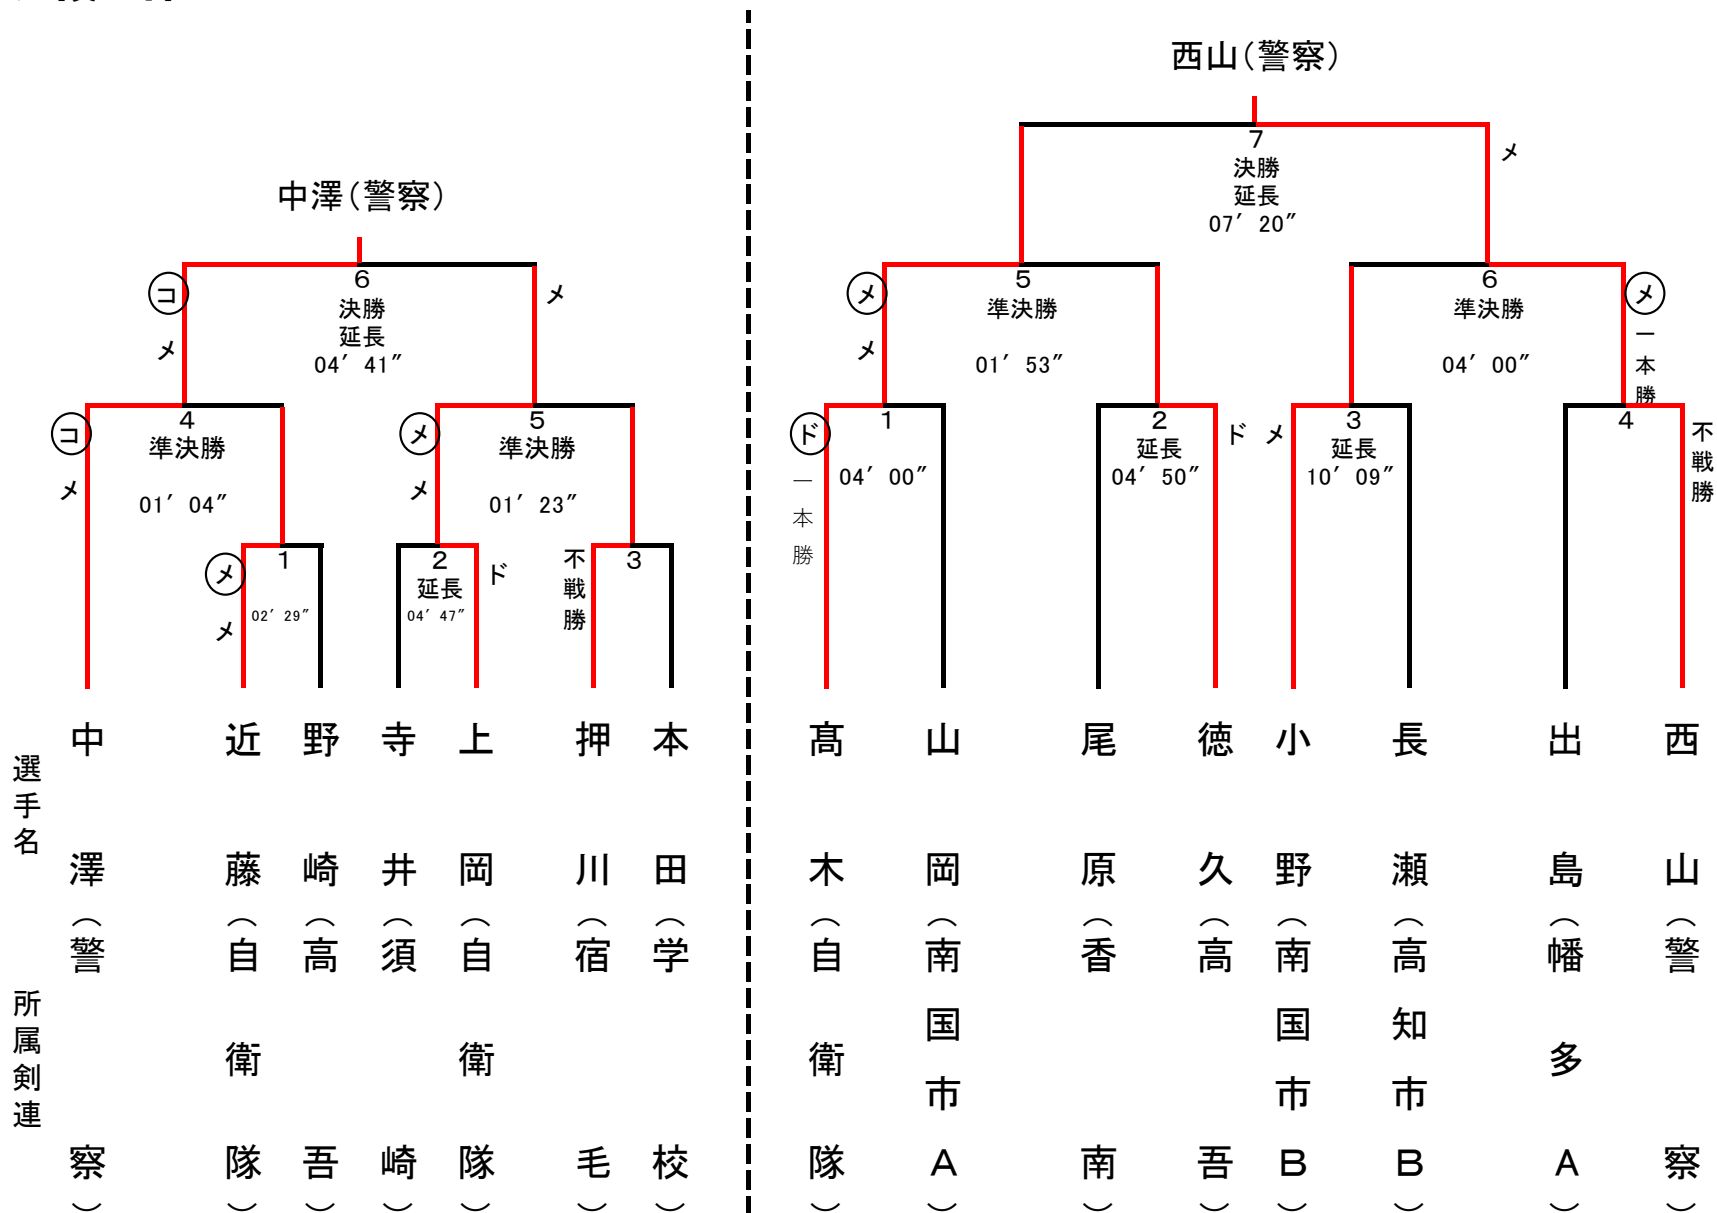 中澤(警察)
6
決勝
延長
04′ 41″
コ
メ
メ
4
準決勝
01′ 04″
コ
メ
5
準決勝
01′ 23″
メ
メ
1
02′ 29″
メ
メ
2
延長
04′ 47″
ド
3
不戦勝
西山(警察)
7
決勝
延長
07′ 20″
メ
5
準決勝
01′ 53″
メ
メ
6
準決勝
04′ 00″
メ
一本勝
1
04′ 00″
ド
一本勝
2
延長
04′ 50″
ド
3
延長
10′ 09″
メ
4
不戦勝
選手名
所属剣連
中澤(警察)
近藤(自衛隊)
野崎(高吾)
寺井(須崎)
上岡(自衛隊)
押川(宿毛)
本田(学校)
髙木(自衛隊)
山岡(南国市A)
尾原(香南)
徳久(高吾)
小野(南国市B)
長瀬(高知市B)
出島(幡多A)
西山(警察)